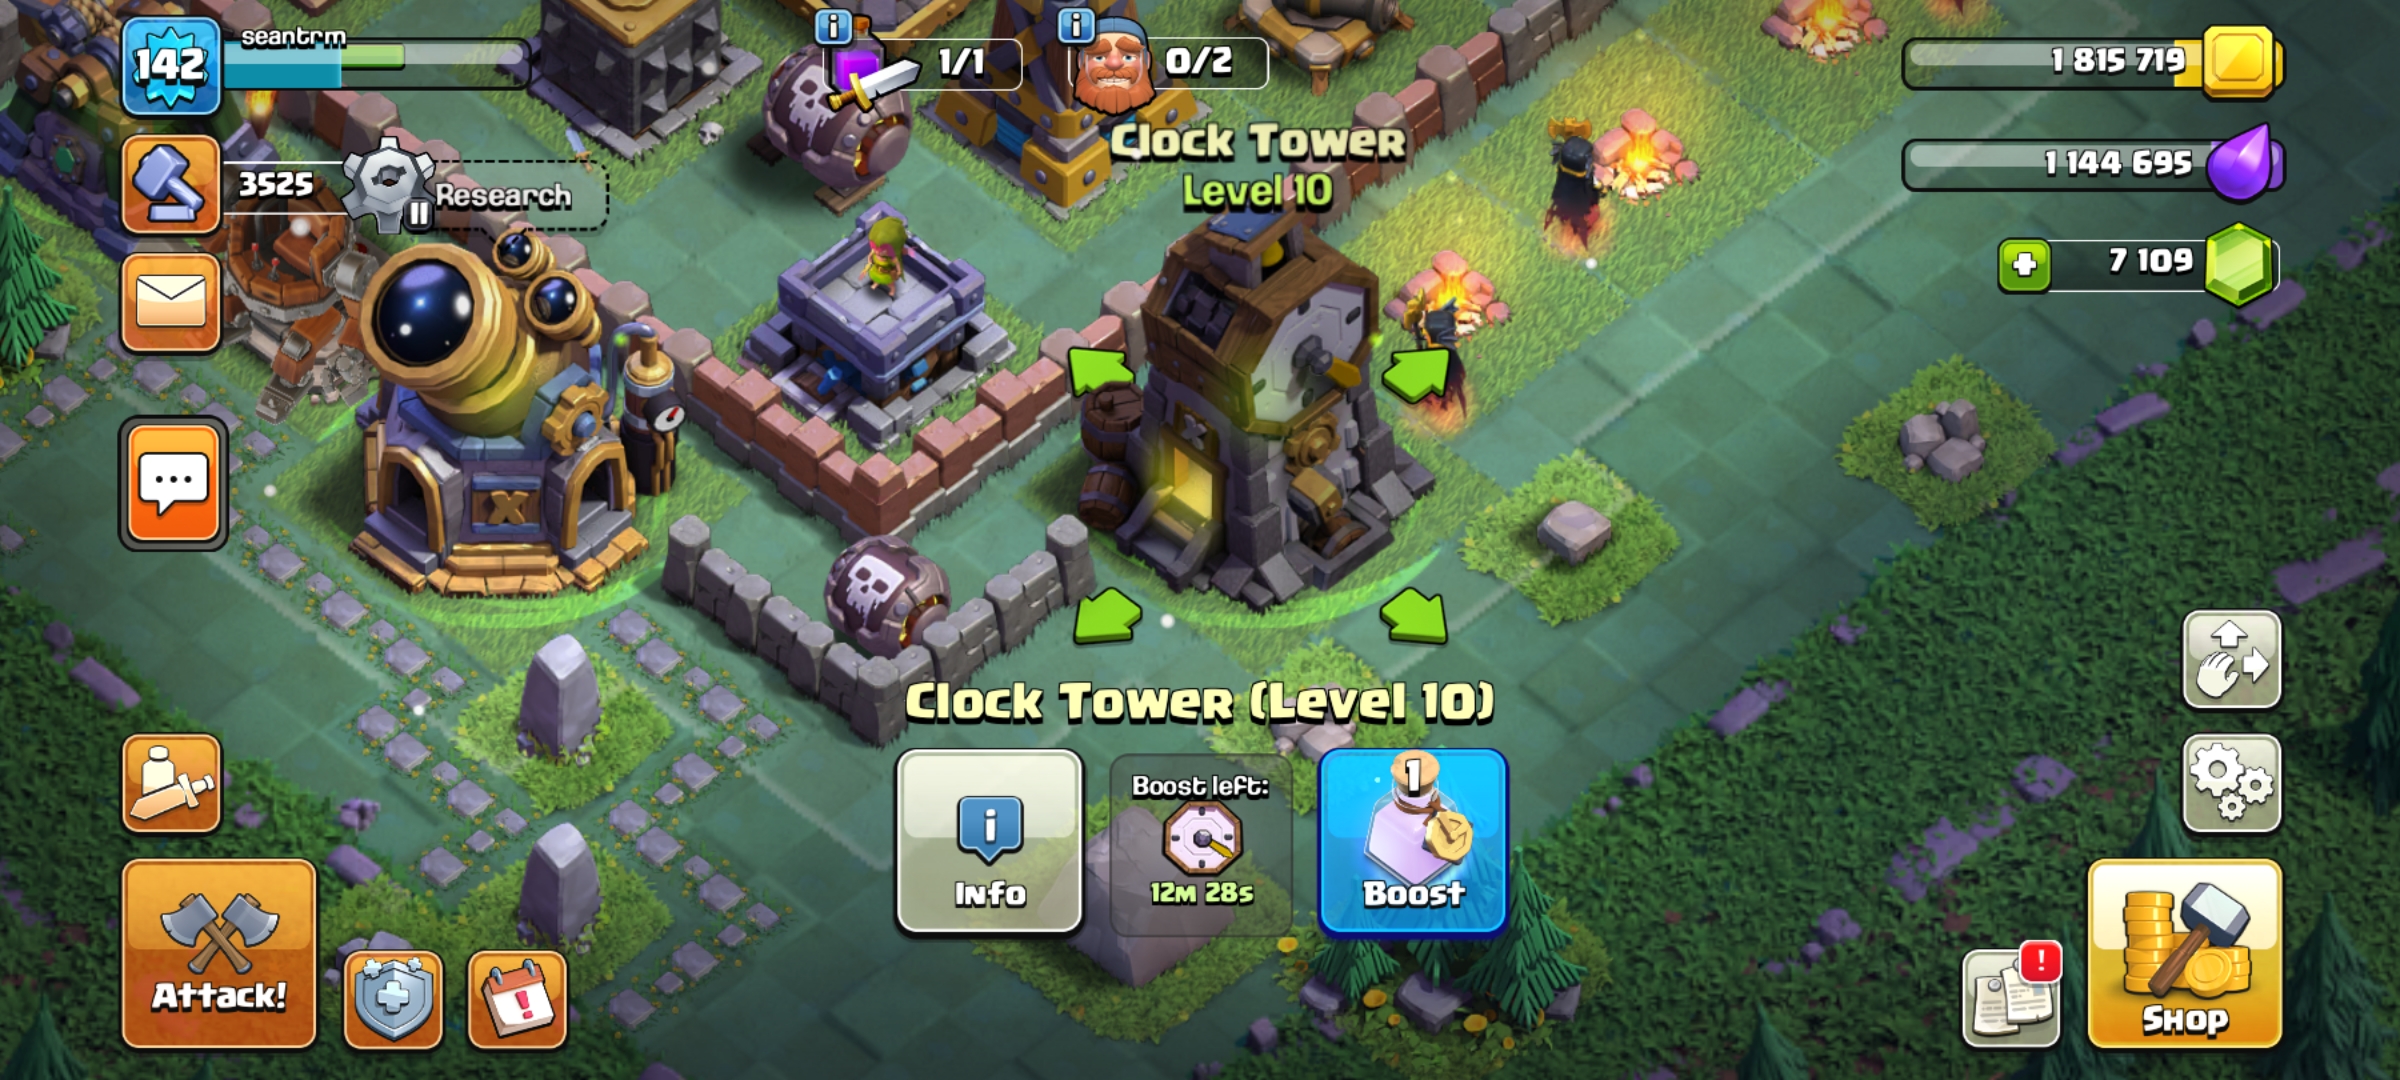 142
seantrm
1/1
0/2
1 815 719
Clock Tower
Level 10
3525
Research
1 144 695
7 109
Clock Tower (Level 10)
Boost left:
12m 28s
1
Info
Boost
Attack!
!
!
Shop